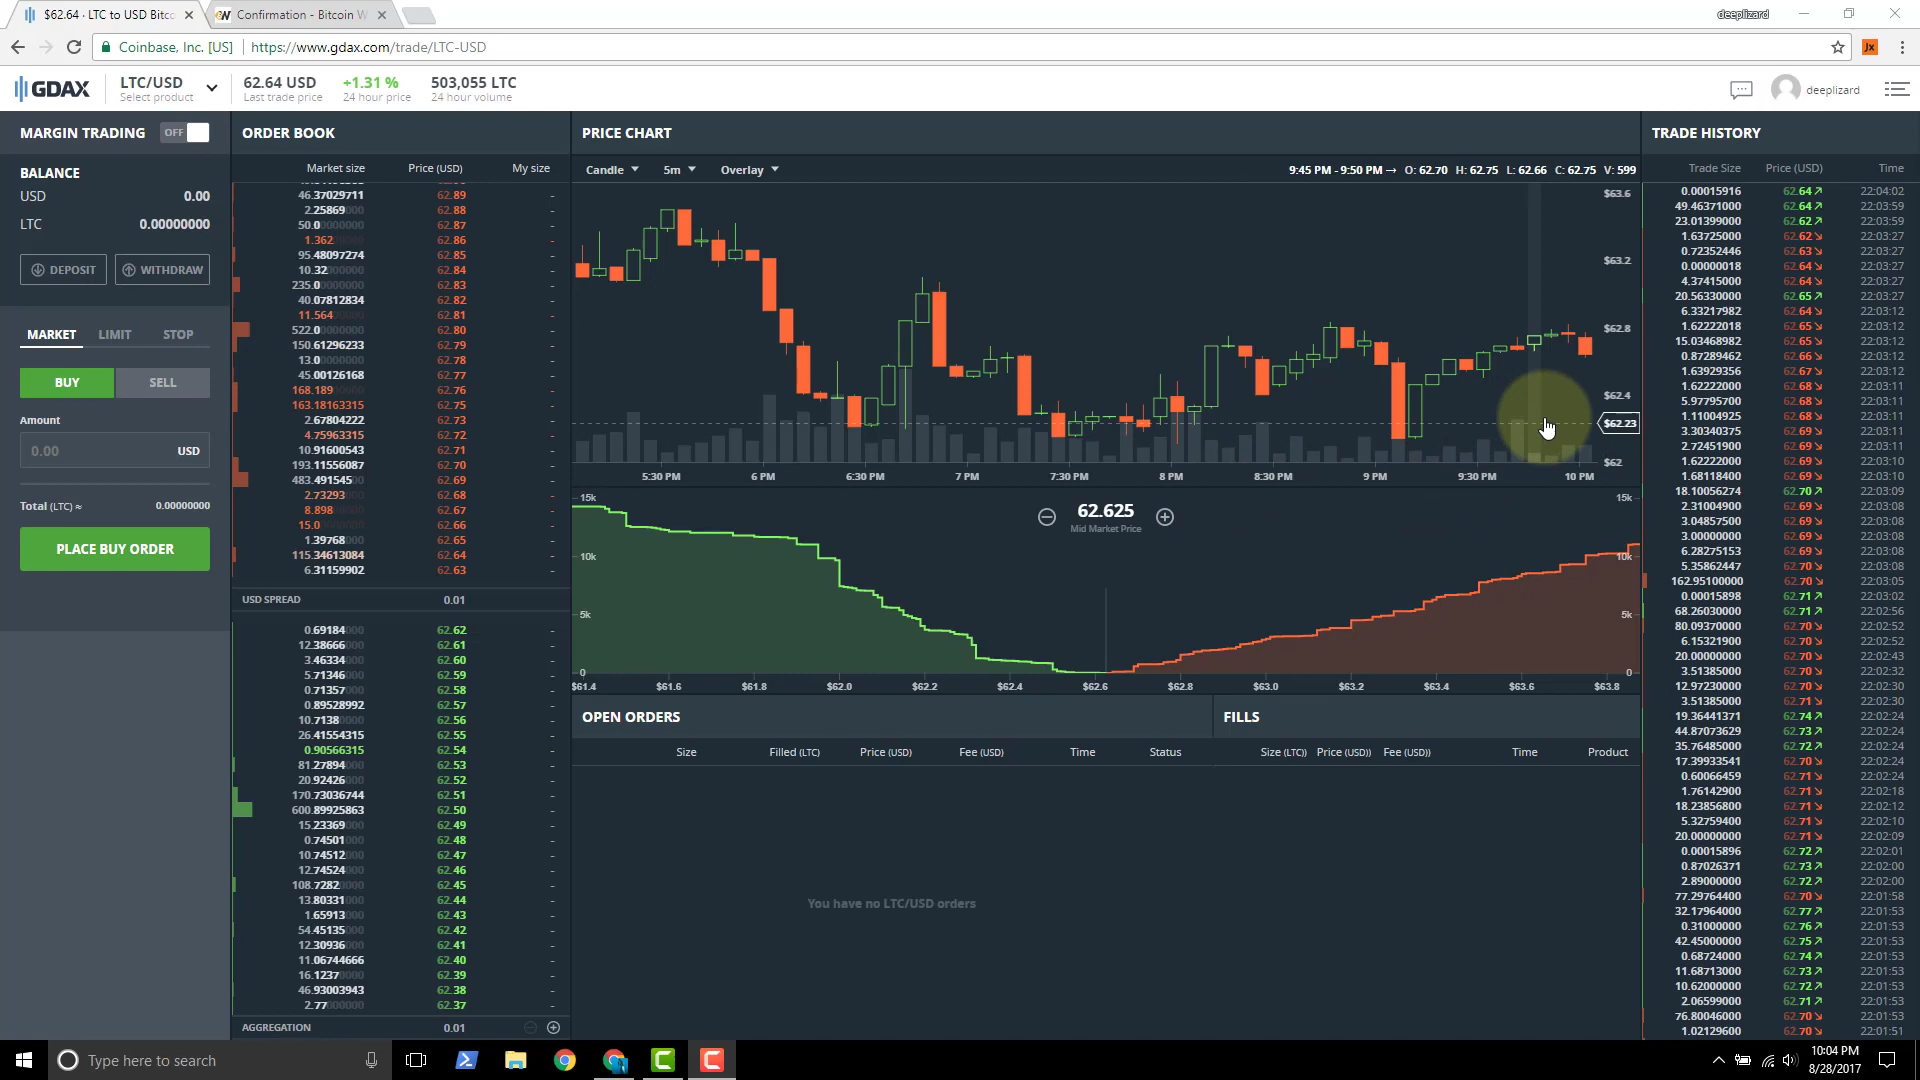 $62.64 · LTC to USD Bitco
Confirmation - Bitcoin W
deeplizard
Coinbase, Inc. [US]
https://www.gdax.com/trade/LTC-USD
Jx
GDAX
LTC/USD
Select product
62.64 USD
Last trade price
+1.31 %
24 hour price
503,055 LTC
24 hour volume
deeplizard
MARGIN TRADING
OFF
BALANCE
USD 0.00
LTC 0.00000000
DEPOSIT
WITHDRAW
MARKET LIMIT STOP
BUY SELL
Amount
0.00 USD
Total (LTC) ≈ 0.00000000
PLACE BUY ORDER
ORDER BOOK
Market size Price (USD) My size
46.37029711 62.89 -
2.25869000 62.88 -
50.00000000 62.87 -
1.362 62.86 -
95.48097274 62.85 -
10.32000000 62.84 -
235.00000000 62.83 -
40.07812834 62.82 -
11.564 62.81 -
522.00000000 62.80 -
150.61296233 62.79 -
13.00000000 62.78 -
45.00126168 62.77 -
168.189 62.76 -
163.18163315 62.75 -
2.67804222 62.73 -
4.75963315 62.72 -
10.91600543 62.71 -
193.11556087 62.70 -
483.49154500 62.69 -
2.73293 62.68 -
8.898 62.67 -
15.0 62.66 -
1.39768 62.65 -
115.34613084 62.64 -
6.31159902 62.63 -
USD SPREAD 0.01
0.69184000 62.62 -
12.38666000 62.61 -
3.46334000 62.60 -
5.71346000 62.59 -
0.71357000 62.58 -
0.89528992 62.57 -
10.71380000 62.56 -
26.41554315 62.55 -
0.90566315 62.54 -
81.27894000 62.53 -
20.92426000 62.52 -
170.73036744 62.51 -
600.89925863 62.50 -
15.23369000 62.49 -
0.74501000 62.48 -
10.74512000 62.47 -
12.74524000 62.46 -
108.72820000 62.45 -
13.80331000 62.44 -
1.65913000 62.43 -
54.45135000 62.42 -
12.30936000 62.41 -
11.06744666 62.40 -
16.12370000 62.39 -
46.93003943 62.38 -
2.77000000 62.37 -
AGGREGATION 0.01
PRICE CHART
Candle 5m Overlay
9:45 PM - 9:50 PM → O: 62.70 H: 62.75 L: 62.66 C: 62.75 V: 599
$63.6
$63.2
$62.8
$62.4
$62.23
$62
5:30 PM 6 PM 6:30 PM 7 PM 7:30 PM 8 PM 8:30 PM 9 PM 9:30 PM 10 PM
62.625
Mid Market Price
15k 15k
10k 10k
5k 5k
0 0
$61.4 $61.6 $61.8 $62.0 $62.2 $62.4 $62.6 $62.8 $63.0 $63.2 $63.4 $63.6 $63.8
OPEN ORDERS
Size Filled (LTC) Price (USD) Fee (USD) Time Status
You have no LTC/USD orders
FILLS
Size (LTC)) Price (USD)) Fee (USD)) Time Product
TRADE HISTORY
Trade Size Price (USD) Time
0.00015916 62.64↗ 22:04:02
49.46371000 62.64↗ 22:03:59
23.01399000 62.62↗ 22:03:59
1.63725000 62.62↘ 22:03:27
0.72352446 62.63↘ 22:03:27
0.00000018 62.64↘ 22:03:27
4.37415000 62.64↘ 22:03:27
20.56330000 62.65↗ 22:03:27
6.33217982 62.64↘ 22:03:12
1.62222018 62.65↘ 22:03:12
15.03468982 62.65↘ 22:03:12
0.87289462 62.66↘ 22:03:12
1.63929356 62.67↘ 22:03:12
1.62222000 62.68↘ 22:03:11
5.97795700 62.68↘ 22:03:11
1.11004925 62.68↘ 22:03:11
3.30340375 62.69↘ 22:03:11
2.72451900 62.69↘ 22:03:11
1.62222000 62.69↘ 22:03:10
1.68118400 62.69↘ 22:03:10
18.10056274 62.70↗ 22:03:09
2.31004900 62.69↘ 22:03:08
3.04857500 62.69↘ 22:03:08
3.00000000 62.69↘ 22:03:08
6.28275153 62.69↘ 22:03:08
5.35862447 62.70↘ 22:03:08
162.95100000 62.70↘ 22:03:05
0.00015898 62.71↗ 22:03:02
68.26030000 62.71↗ 22:02:56
80.09370000 62.70↘ 22:02:52
6.15321900 62.70↘ 22:02:52
20.00000000 62.70↘ 22:02:43
3.51385000 62.70↘ 22:02:32
12.97230000 62.70↘ 22:02:30
3.51385000 62.71↘ 22:02:30
19.36441371 62.74↗ 22:02:24
44.87073629 62.73↗ 22:02:24
35.76485000 62.72↗ 22:02:24
17.39933541 62.70↘ 22:02:24
0.60066459 62.71↘ 22:02:24
1.76142900 62.71↘ 22:02:18
18.23856800 62.71↘ 22:02:12
5.32759400 62.71↘ 22:02:10
20.00000000 62.71↘ 22:02:09
0.00015896 62.72↗ 22:02:01
0.87026371 62.73↗ 22:02:00
2.89000000 62.72↗ 22:02:00
77.29764400 62.70↘ 22:01:58
32.17964000 62.77↗ 22:01:53
0.31000000 62.76↗ 22:01:53
42.45000000 62.75↗ 22:01:53
0.68724000 62.74↗ 22:01:53
11.68713000 62.73↗ 22:01:53
10.62000000 62.72↗ 22:01:53
2.06599000 62.71↗ 22:01:53
76.80046000 62.70↘ 22:01:53
1.02129600 62.70↘ 22:01:51
Type here to search
10:04 PM
8/28/2017